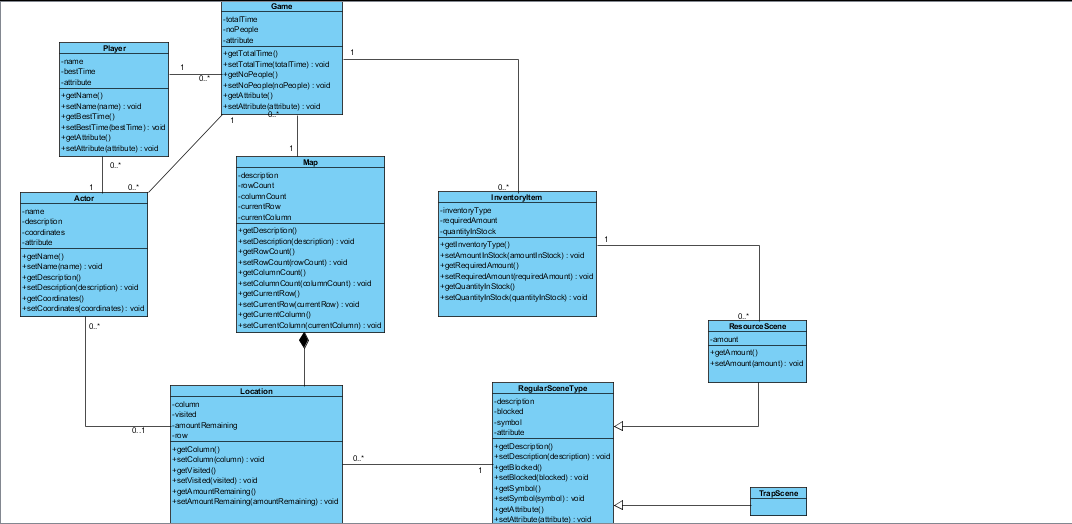 Game
-totalTime
-noPeople
-attribute
+getTotalTime()
+setTotalTime(totalTime) : void
+getNoPeople()
+setNoPeople(noPeople) : void
+getAttribute()
+setAttribute(attribute) : void
Player
-name
-bestTime
-attribute
+getName()
+setName(name) : void
+getBestTime()
+setBestTime(bestTime) : void
+getAttribute()
+setAttribute(attribute) : void
1
0..*
1
0..*
1
0..*
1
0..*
1
0..*
0..*
Actor
-name
-description
-coordinates
-attribute
+getName()
+setName(name) : void
+getDescription()
+setDescription(description) : void
+getCoordinates()
+setCoordinates(coordinates) : void
Map
-description
-rowCount
-columnCount
-currentRow
-currentColumn
+getDescription()
+setDescription(description) : void
+getRowCount()
+setRowCount(rowCount) : void
+getColumnCount()
+setColumnCount(columnCount) : void
+getCurrentRow()
+setCurrentRow(currentRow) : void
+getCurrentColumn()
+setCurrentColumn(currentColumn) : void
InventoryItem
-inventoryType
-requiredAmount
-quantityInStock
+getInventoryType()
+setAmountInStock(amountInStock) : void
+getRequiredAmount()
+setRequiredAmount(requiredAmount) : void
+getQuantityInStock()
+setQuantityInStock(quantityInStock) : void
1
0..*
ResourceScene
-amount
+getAmount()
+setAmount(amount) : void
0..1
Location
-column
-visited
-amountRemaining
-row
+getColumn()
+setColumn(column) : void
+getVisited()
+setVisited(visited) : void
+getAmountRemaining()
+setAmountRemaining(amountRemaining) : void
0..*
1
RegularSceneType
-description
-blocked
-symbol
-attribute
+getDescription()
+setDescription(description) : void
+getBlocked()
+setBlocked(blocked) : void
+getSymbol()
+setSymbol(symbol) : void
+getAttribute()
+setAttribute(attribute) : void
TrapScene